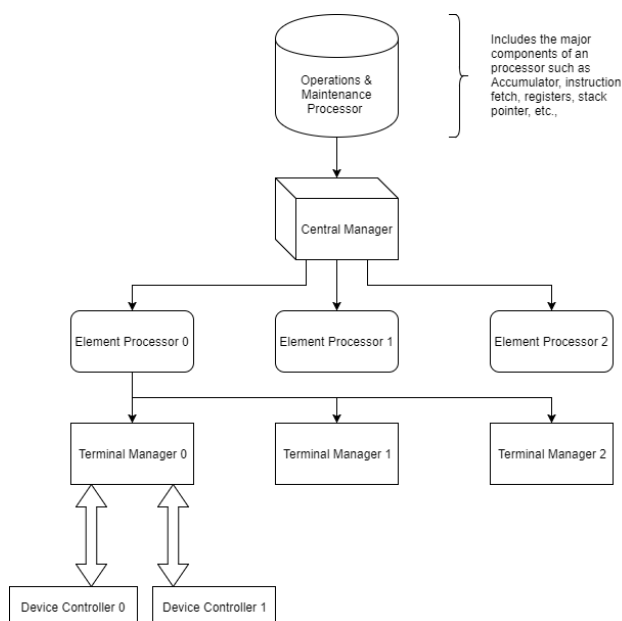 Operations &
Maintenance
Processor
Includes the major
components of an
processor such as
Accumulator, instruction
fetch, registers, stack
pointer, etc.,
Central Manager
Element Processor 0
Element Processor 1
Element Processor 2
Terminal Manager 0
Terminal Manager 1
Terminal Manager 2
Device Controller 0
Device Controller 1